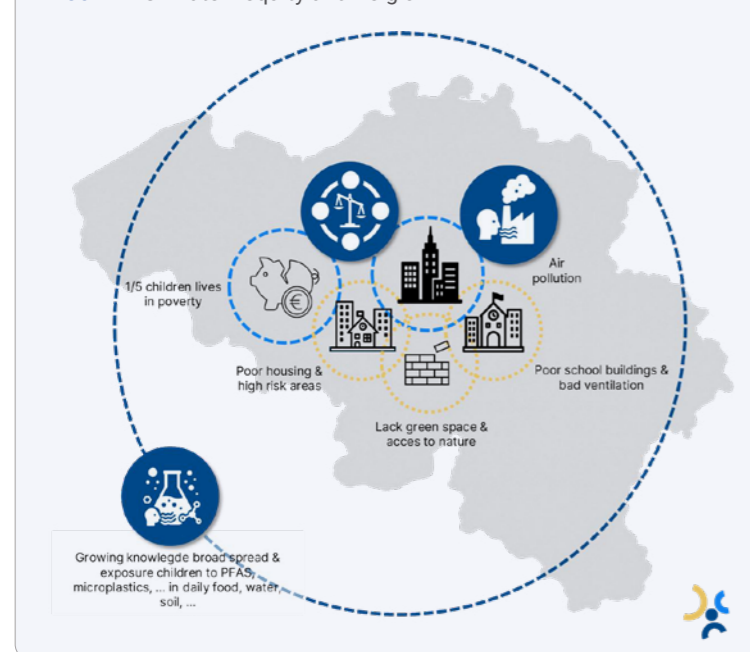 1/5 children lives
in poverty
Air
pollution
Poor housing &
high risk areas
Poor school buildings &
bad ventilation
Lack green space &
acces to nature
Growing knowlegde broad spread &
exposure children to PFAS,
microplastics, ... in daily food, water,
soil, ...